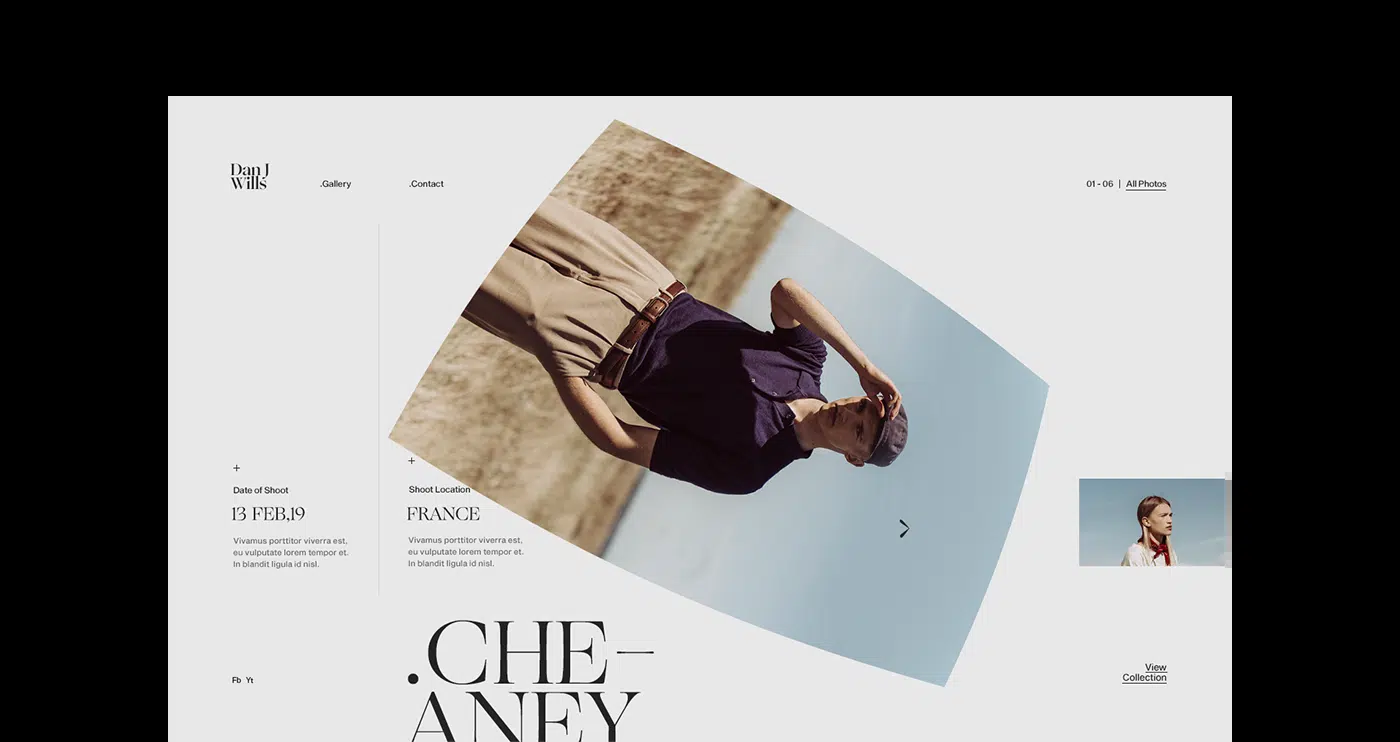 Dan J
Wills
.Gallery
.Contact
01 - 06 | All Photos
+
Date of Shoot
13 FEB,19
Vivamus porttitor viverra est,
eu vulputate lorem tempor et.
In blandit ligula id nisl.
+
Shoot Location
FRANCE
Vivamus porttitor viverra est,
eu vulputate lorem tempor et.
In blandit ligula id nisl.
.CHE–
ANEY
Fb Yt
View
Collection